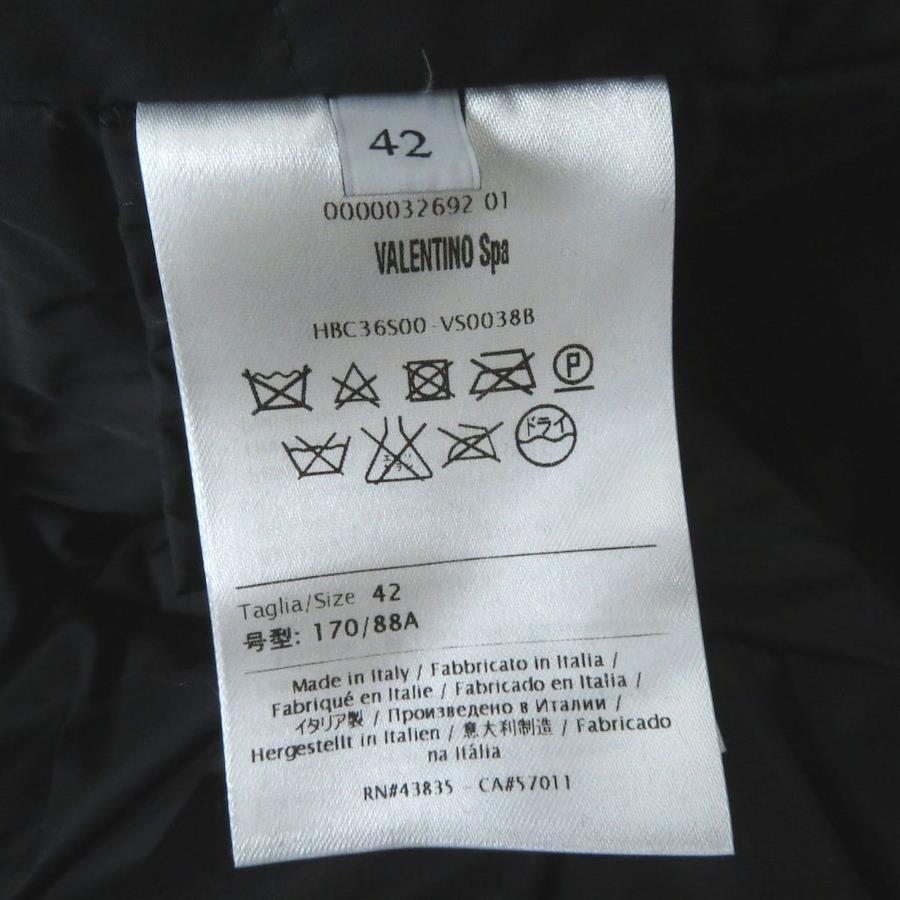 42
0000032692 01
VALENTINO Spa
HBC36S00-VS0038B
P
ドライ
Taglia/Size 42
号型: 170/88A
Made in Italy / Fabbricato in Italia /
Fabriqué en Italie / Fabricado en Italia /
イタリア製 / Произведено в Италии /
Hergestellt in Italien / 意大利制造 / Fabricado
na Itália
RN#43835 - CA#57011